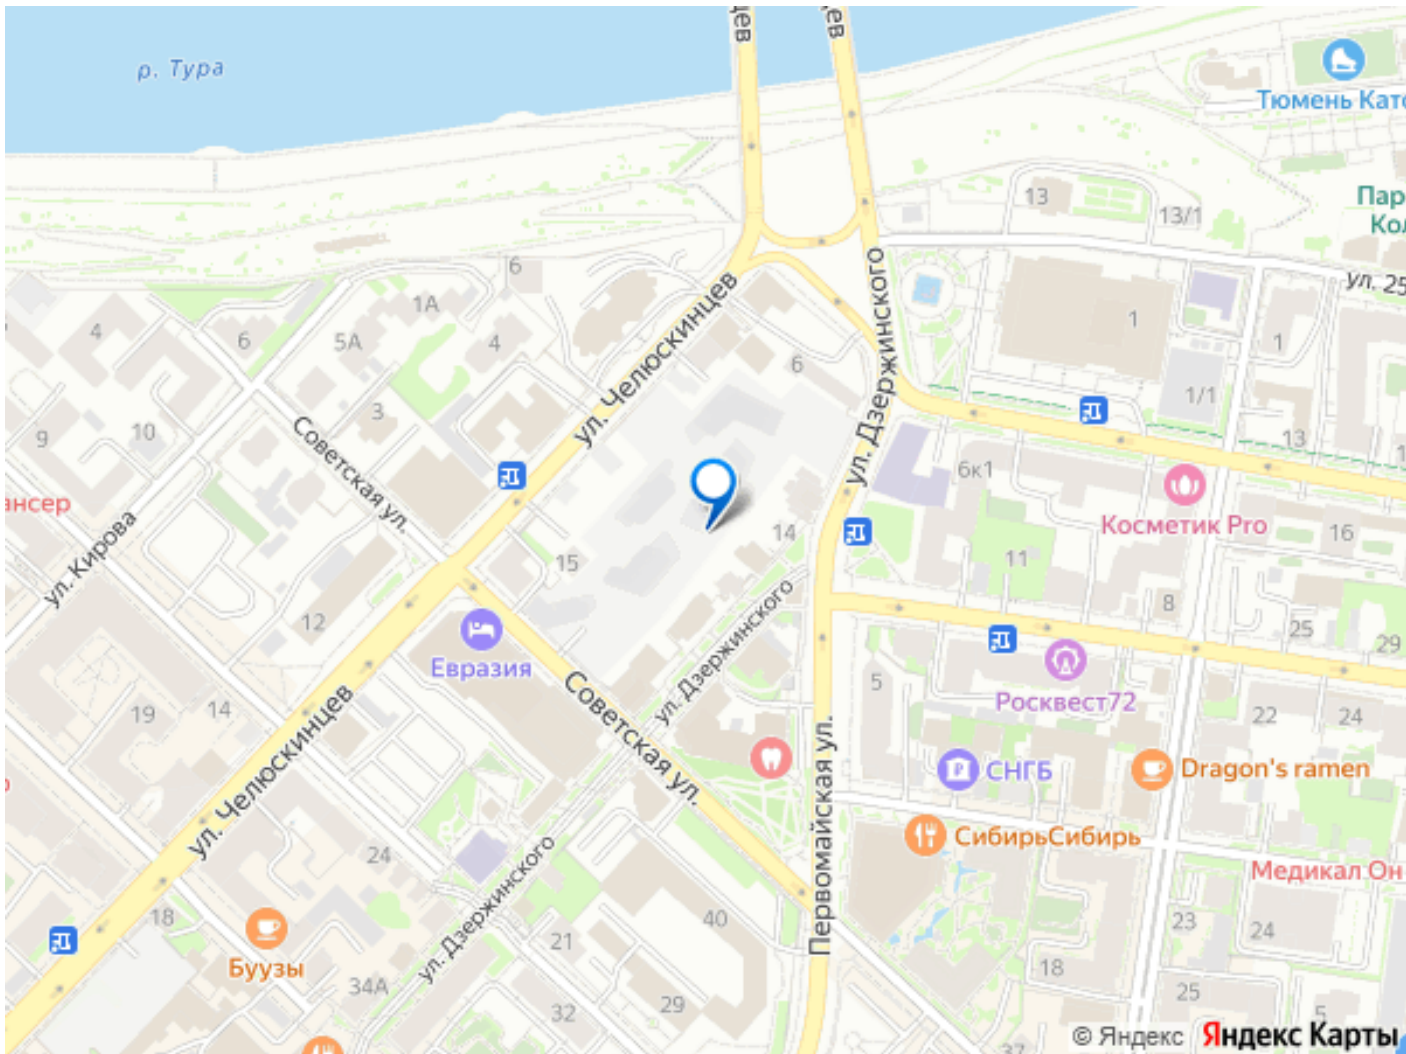 р. Тура
Тюмень Като
13
13/1
Пар
Кол
ул. 25
6
1А
5А
4
6
4
ул. Челюскинцев
ул. Дзержинского
1
1
1/1
6
3
10
9
Советская ул.
13
6к1
Косметик Pro
16
ансер
ул. Кирова
15
14
11
8
25
29
12
Евразия
ул. Дзержинского
Росквест72
5
22
24
19
14
Советская ул.
Первомайская ул.
СНГБ
Dragon's ramen
ул. Челюскинцев
СибирьСибирь
Медикал Он
24
18
Буузы
ул. Дзержинского
40
21
23
24
34А
32
29
18
25
5
37
© Яндекс
Яндекс Карты